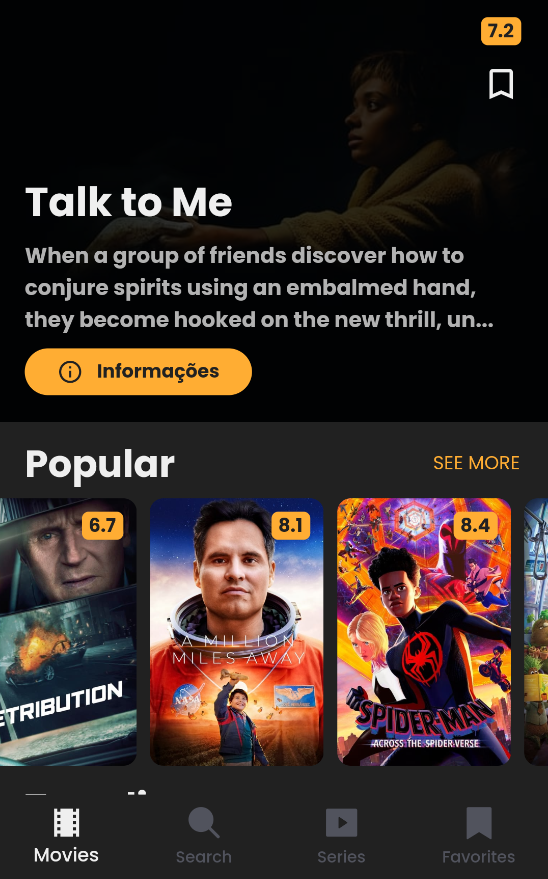 7.2
Talk to Me
When a group of friends discover how to
conjure spirits using an embalmed hand,
they become hooked on the new thrill, un...
Informações
Popular
SEE MORE
6.7
8.1
8.4
ETRIBUTION
A MILLION
MILES AWAY
NASA
SPIDER-MAN
ACROSS THE SPIDER-VERSE
Movies
Search
Series
Favorites